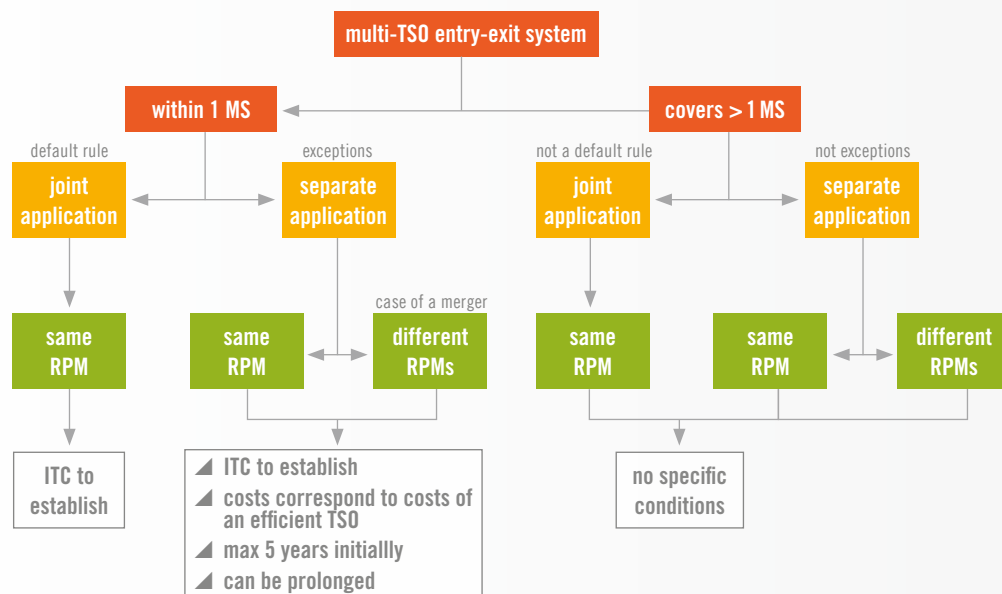 multi-TSO entry-exit system
within 1 MS
covers > 1 MS
default rule
exceptions
not a default rule
not exceptions
joint
application
separate
application
joint
application
separate
application
case of a merger
same
RPM
same
RPM
different
RPMs
same
RPM
same
RPM
different
RPMs
ITC to
establish
ITC to establish
costs correspond to costs of
an efficient TSO
max 5 years initiallly
can be prolonged
no specific
conditions